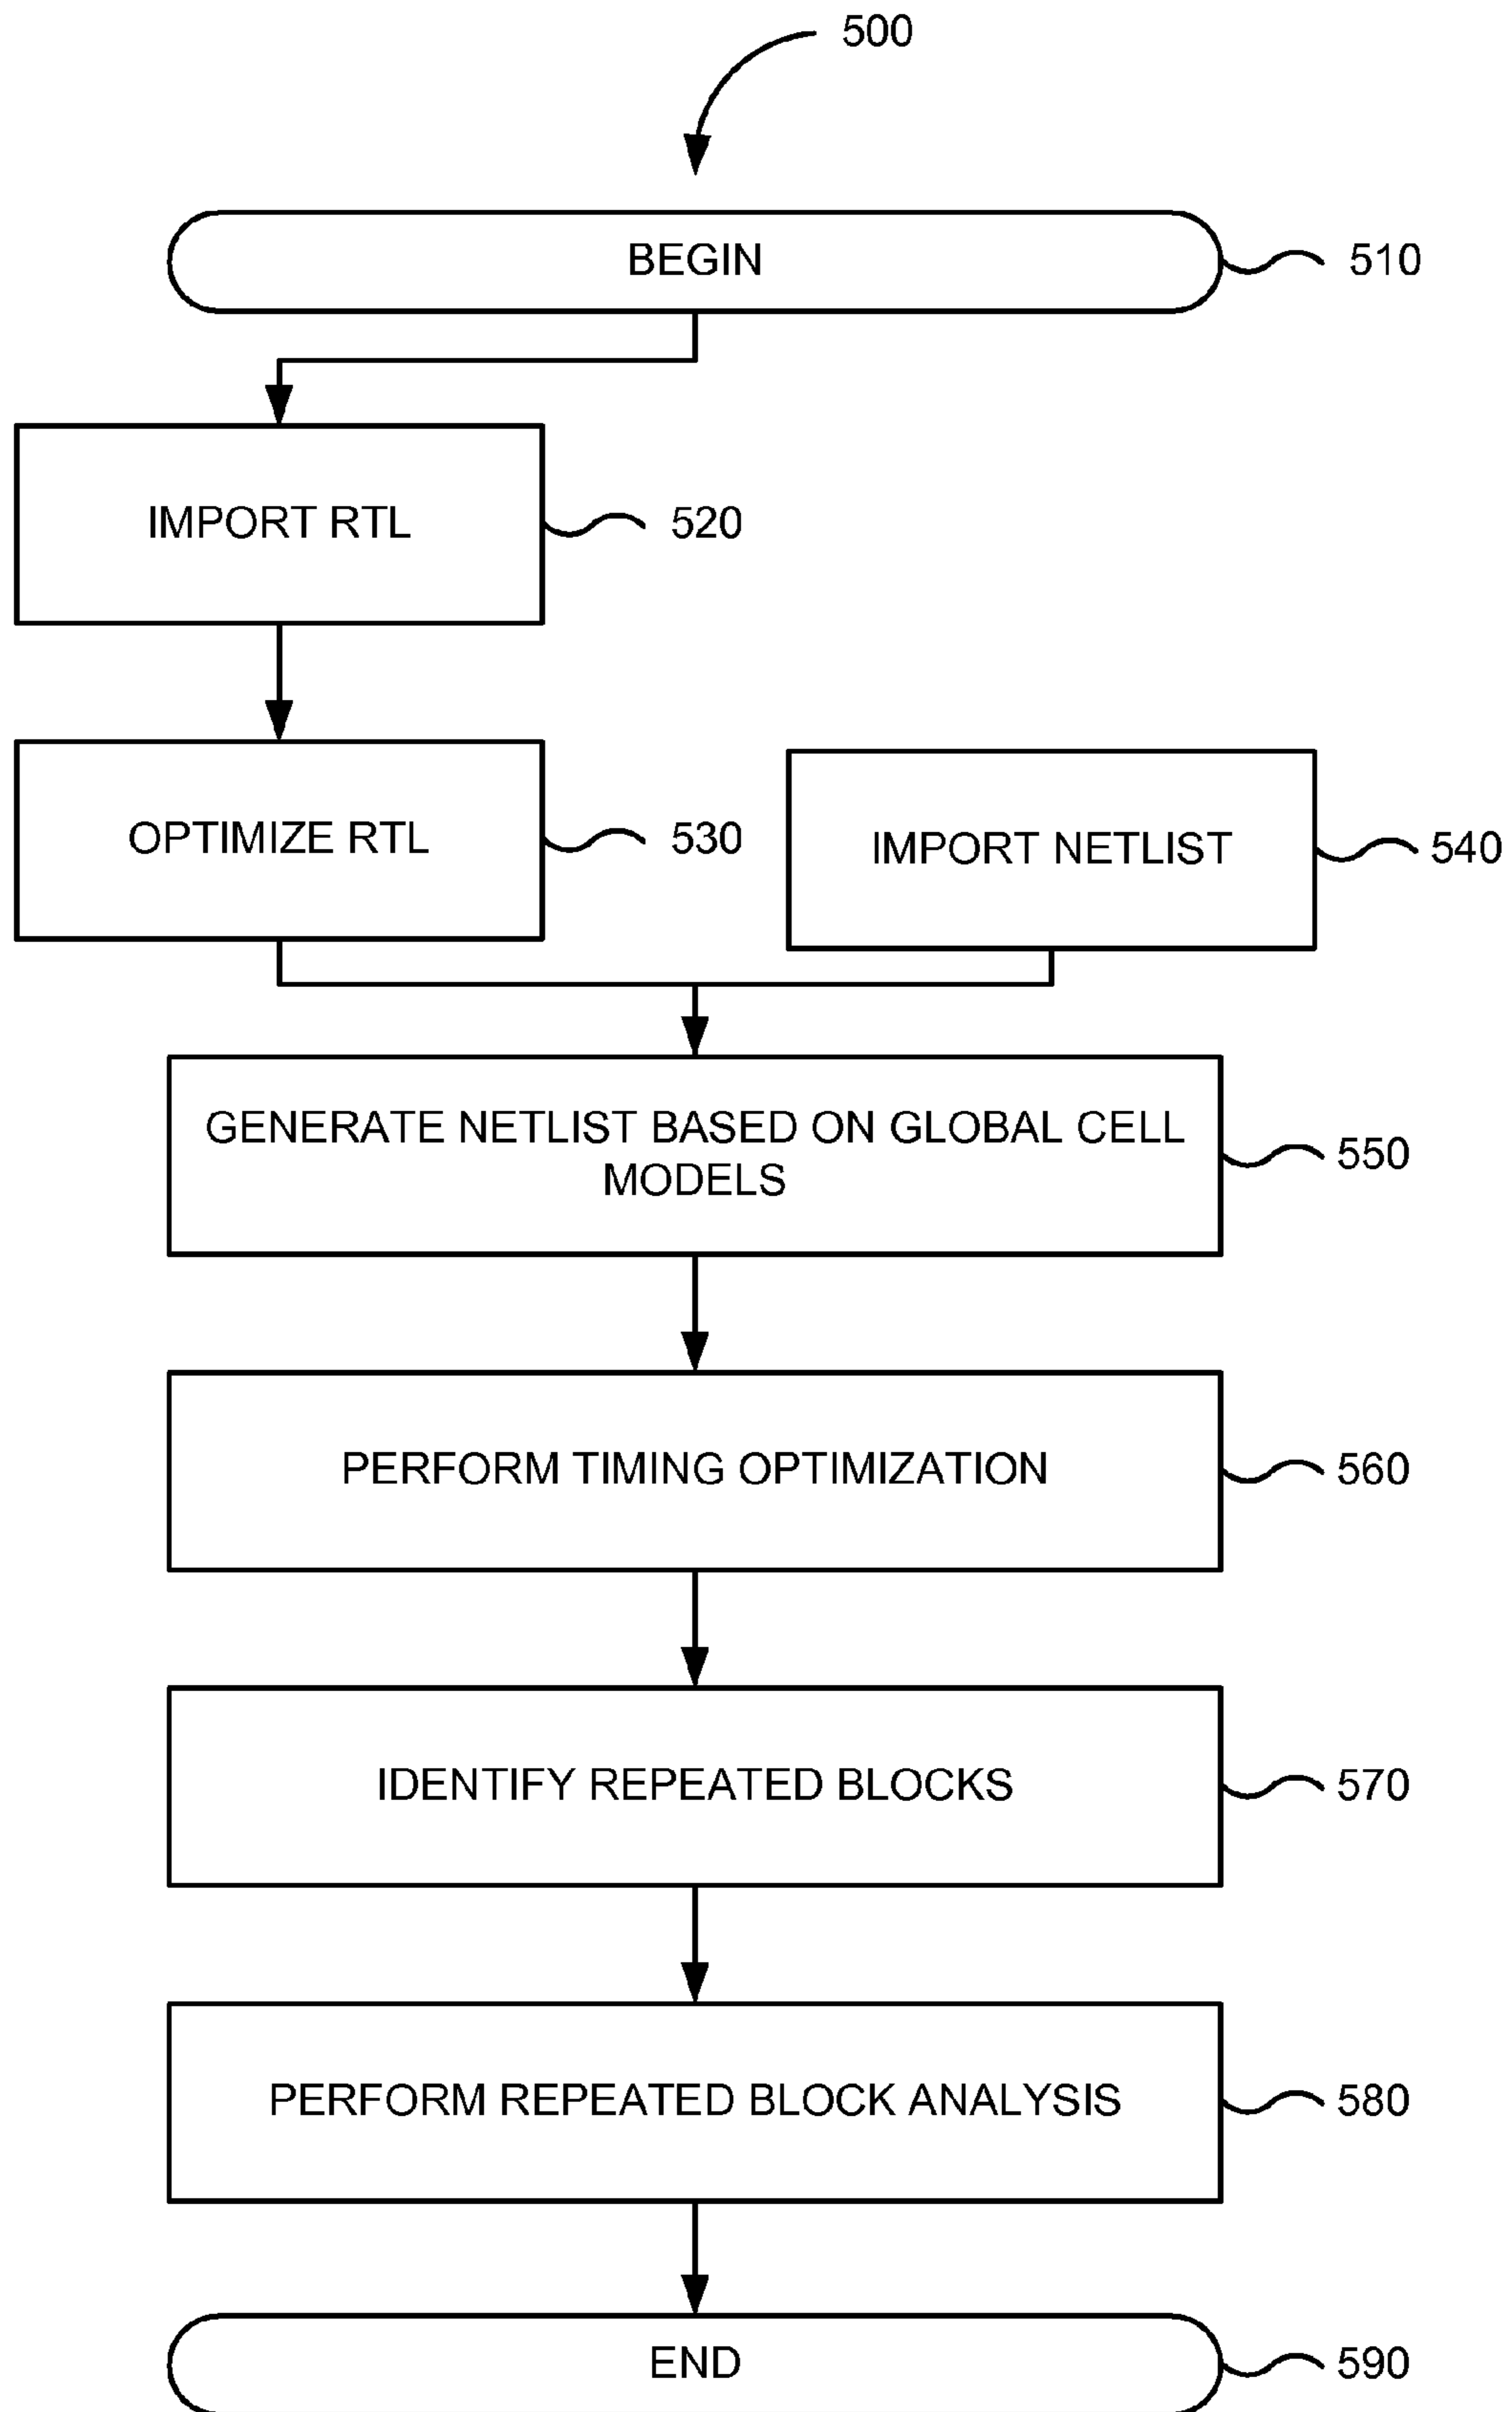 500
BEGIN
510
IMPORT RTL
520
OPTIMIZE RTL
530
IMPORT NETLIST
540
GENERATE NETLIST BASED ON GLOBAL CELL
MODELS
550
PERFORM TIMING OPTIMIZATION
560
IDENTIFY REPEATED BLOCKS
570
PERFORM REPEATED BLOCK ANALYSIS
580
END
590